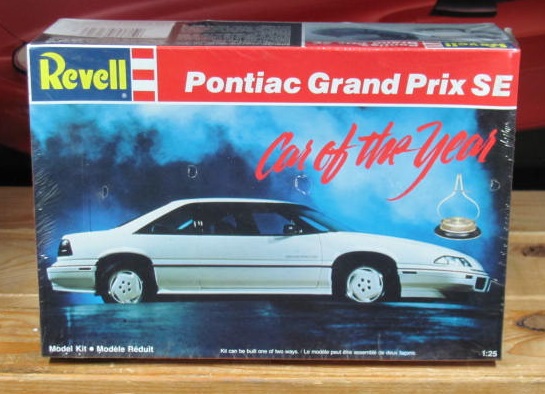 Revell
Pontiac Grand Prix SE
Car of the Year
Model Kit • Modèle Réduit
Kit can be built one of two ways. / Le modèle peut être assemblé de deux façons.
1:25